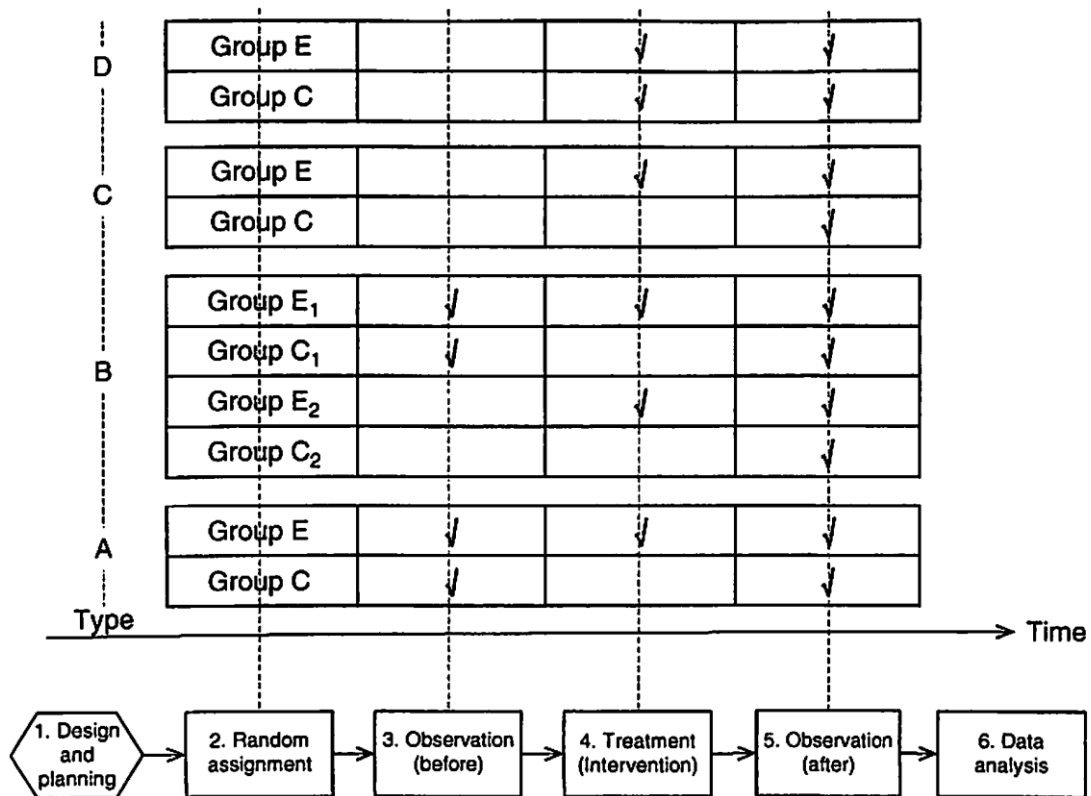 D
Group E
√ √
Group C
√ √
C
Group E
√ √
Group C
√
B
Group E₁
√ √ √
Group C₁
√ √
Group E₂
√ √
Group C₂
√
A
Group E
√ √ √
Group C
√ √
Type
Time
1. Design
and
planning
2. Random
assignment
3. Observation
(before)
4. Treatment
(Intervention)
5. Observation
(after)
6. Data
analysis